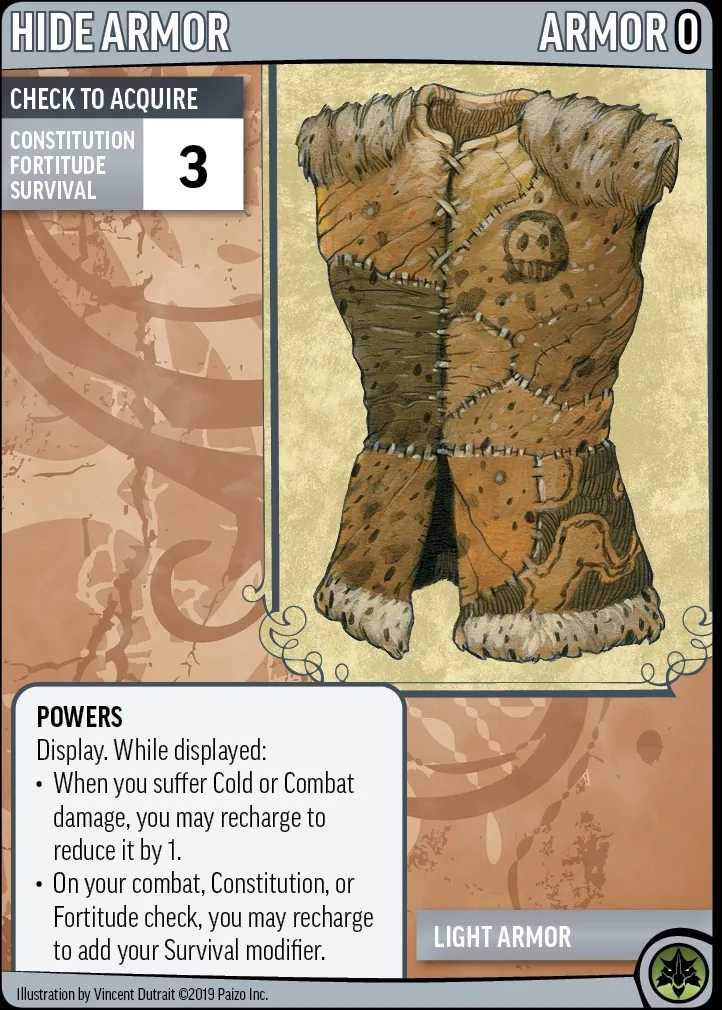 HIDE ARMOR
ARMOR 0
CHECK TO ACQUIRE
CONSTITUTION
FORTITUDE
SURVIVAL
3
POWERS
Display. While displayed:
• When you suffer Cold or Combat
damage, you may recharge to
reduce it by 1.
• On your combat, Constitution, or
Fortitude check, you may recharge
to add your Survival modifier.
LIGHT ARMOR
Illustration by Vincent Dutrait ©2019 Paizo Inc.